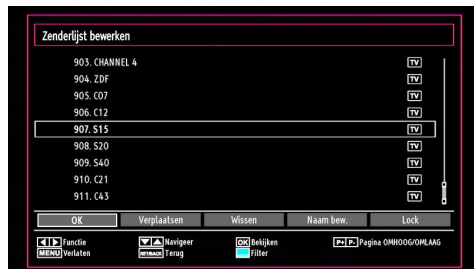 Zenderlijst bewerken
903. CHANNEL 4 TV
904. ZDF TV
905. C07 TV
906. C12 TV
907. S15 TV
908. S20 TV
909. S40 TV
910. C21 TV
911. C43 TV
OK Verplaatsen Wissen Naam bew. Lock
Functie Navigeer OK Bekijken P+ P- Pagina OMHOOG/OMLAAG
MENU Verlaten RET/BACK Terug Filter